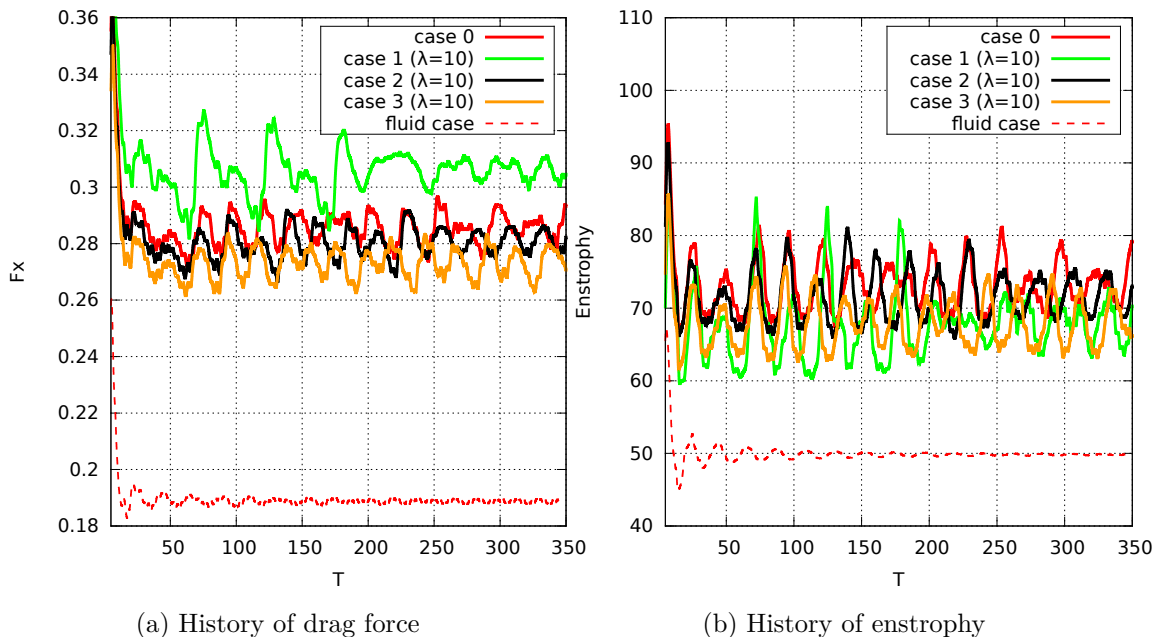 0.36
0.34
0.32
0.3
0.28
0.26
0.24
0.22
0.2
0.18
Fx
50 100 150 200 250 300 350
T
case 0
case 1 (λ=10)
case 2 (λ=10)
case 3 (λ=10)
fluid case
(a) History of drag force
110
100
90
80
70
60
50
40
Enstrophy
50 100 150 200 250 300 350
T
case 0
case 1 (λ=10)
case 2 (λ=10)
case 3 (λ=10)
fluid case
(b) History of enstrophy